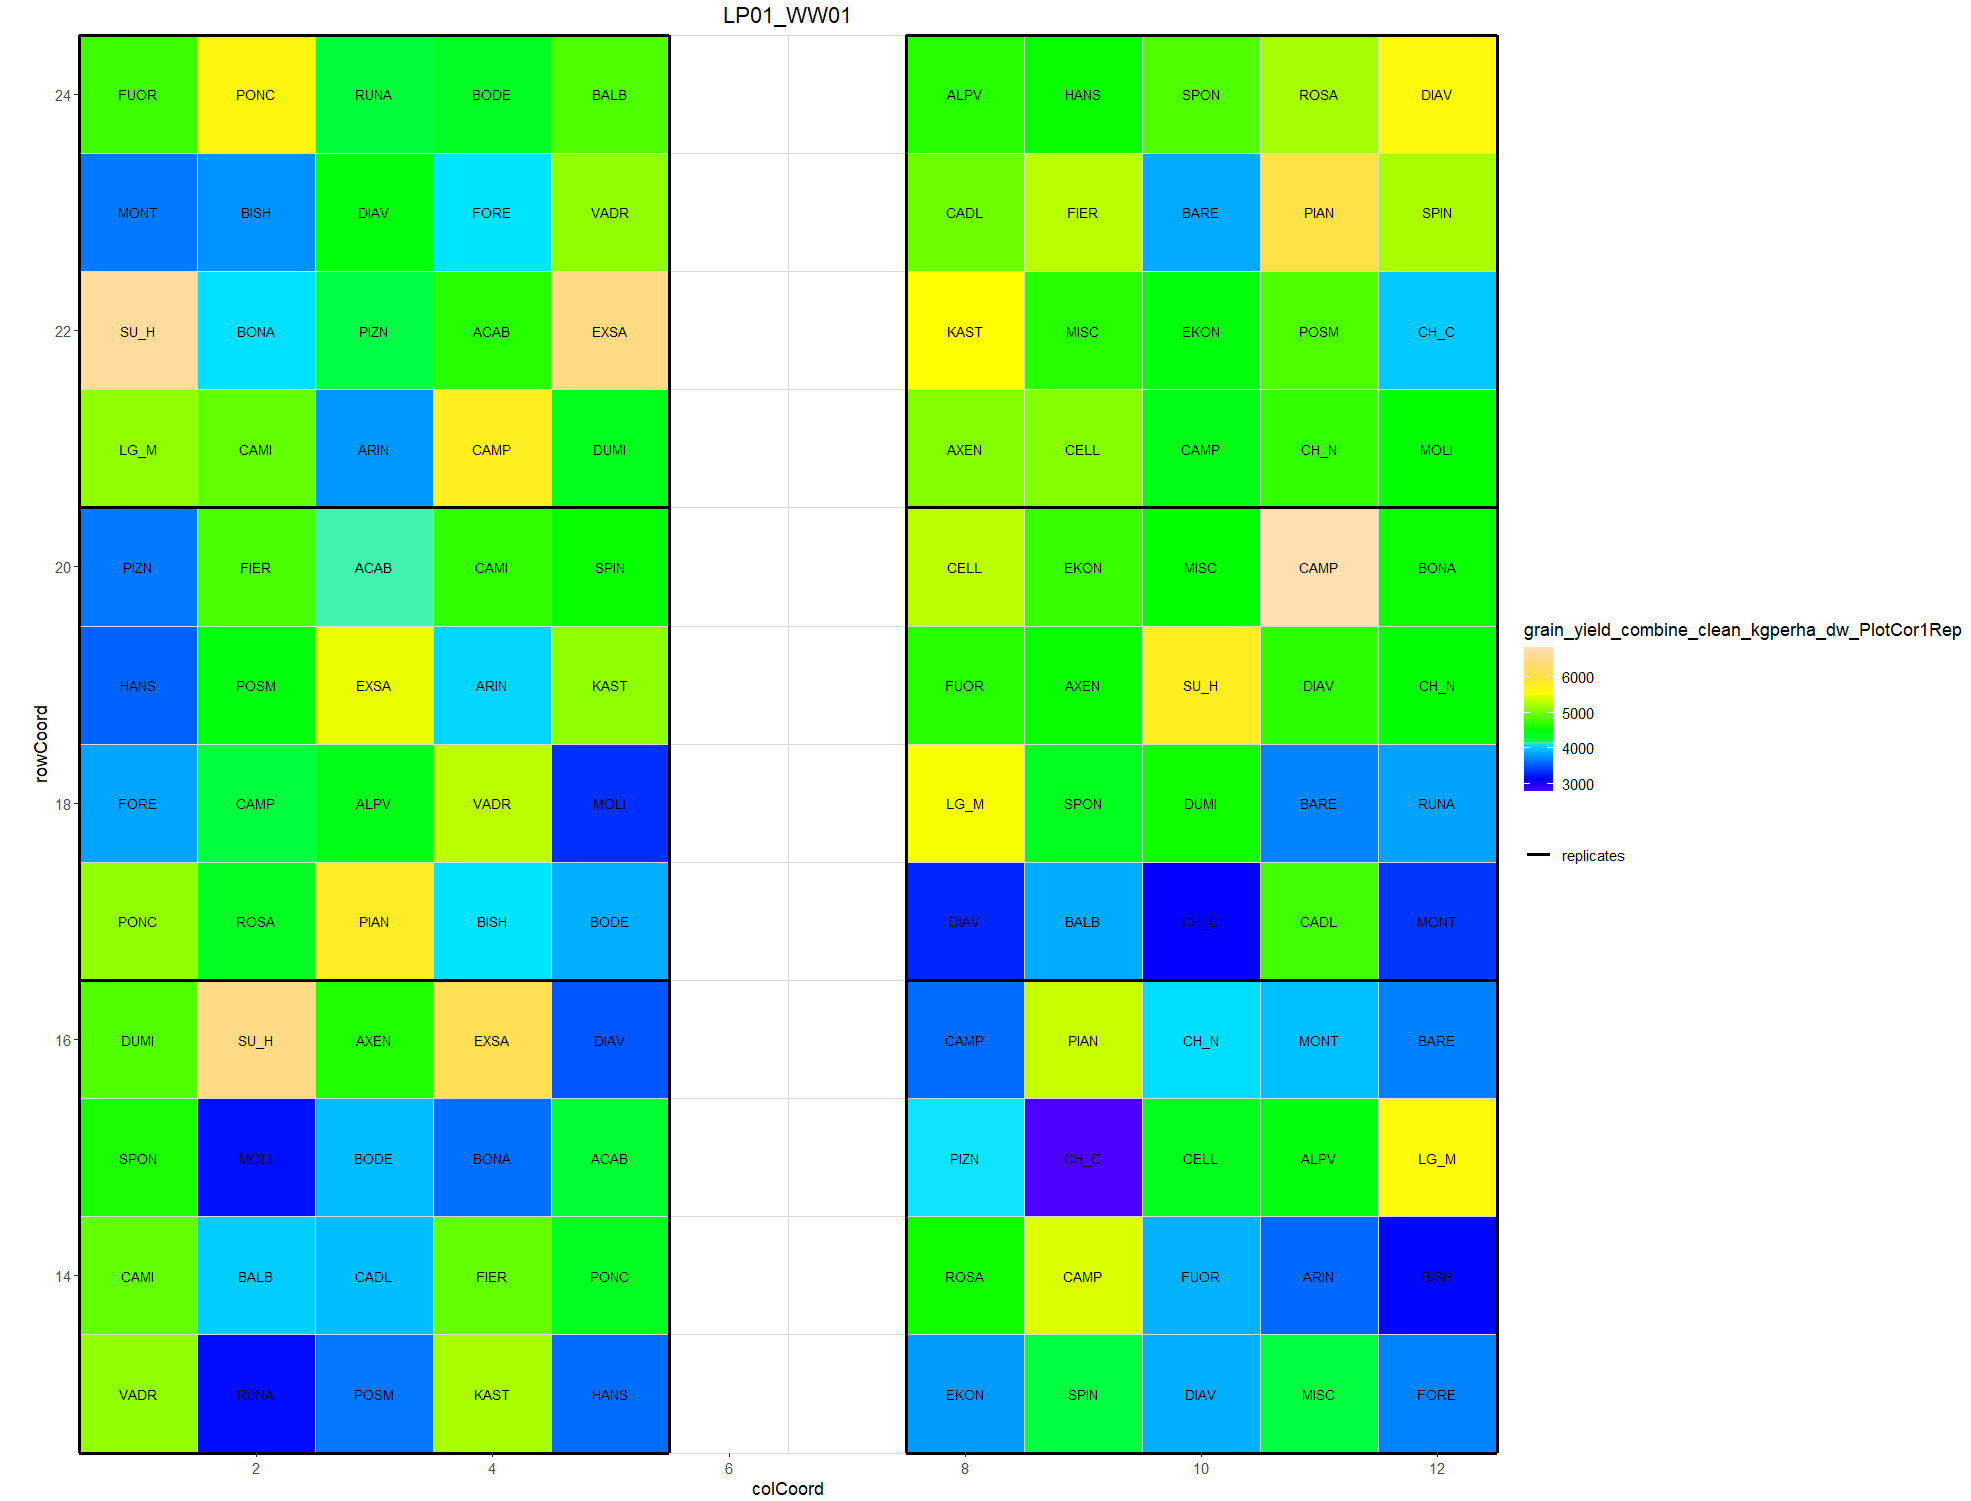 LP01_WW01
24 FUOR PONC RUNA BODE BALB ALPV HANS SPON ROSA DIAV
MONT BISH DIAV FORE VADR CADL FIER BARE PIAN SPIN
22 SU_H BONA PIZN ACAB EXSA KAST MISC EKON POSM CH_C
LG_M CAMI ARIN CAMP DUMI AXEN CELL CAMP CH_N MOLI
20 PIZN FIER ACAB CAMI SPIN CELL EKON MISC CAMP BONA
HANS POSM EXSA ARIN KAST FUOR AXEN SU_H DIAV CH_N
18 FORE CAMP ALPV VADR MOLI LG_M SPON DUMI BARE RUNA
PONC ROSA PIAN BISH BODE DIAV BALB CH_C CADL MONT
16 DUMI SU_H AXEN EXSA DIAV CAMP PIAN CH_N MONT BARE
SPON MOLI BODE BONA ACAB PIZN CH_C CELL ALPV LG_M
14 CAMI BALB CADL FIER PONC ROSA CAMP FUOR ARIN BISH
VADR RUNA POSM KAST HANS EKON SPIN DIAV MISC FORE
2 4 6 8 10 12
colCoord
rowCoord
grain_yield_combine_clean_kgperha_dw_PlotCor1Rep
6000
5000
4000
3000
replicates